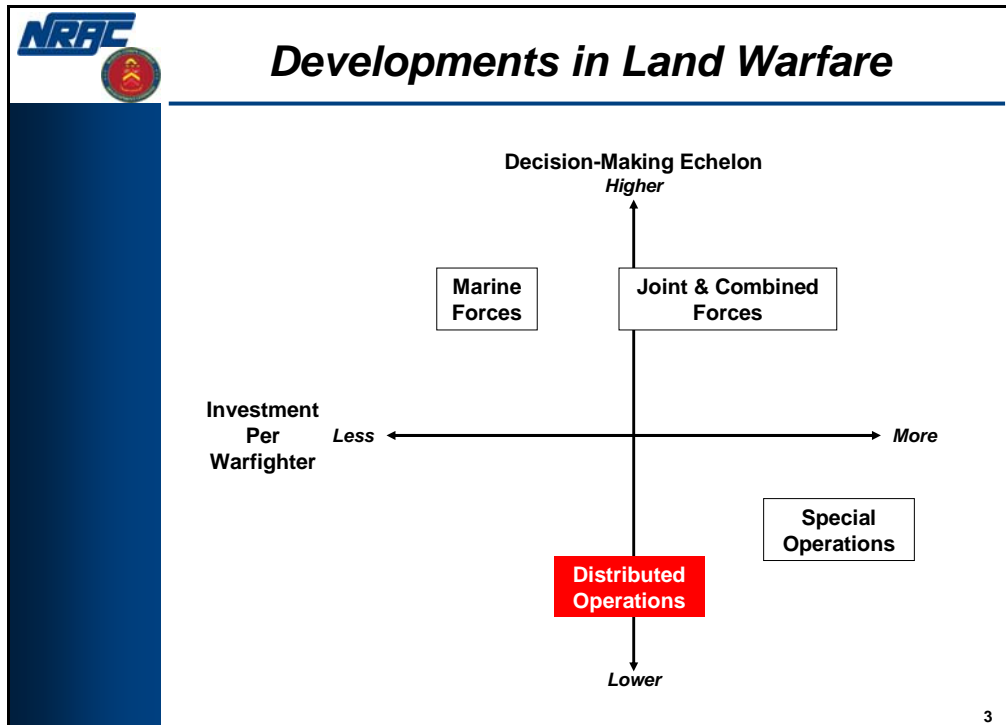 NRAC
Developments in Land Warfare
Decision-Making Echelon
Higher
Marine
Forces
Joint & Combined
Forces
Investment
Per
Warfighter
Less
More
Special
Operations
Distributed
Operations
Lower
3